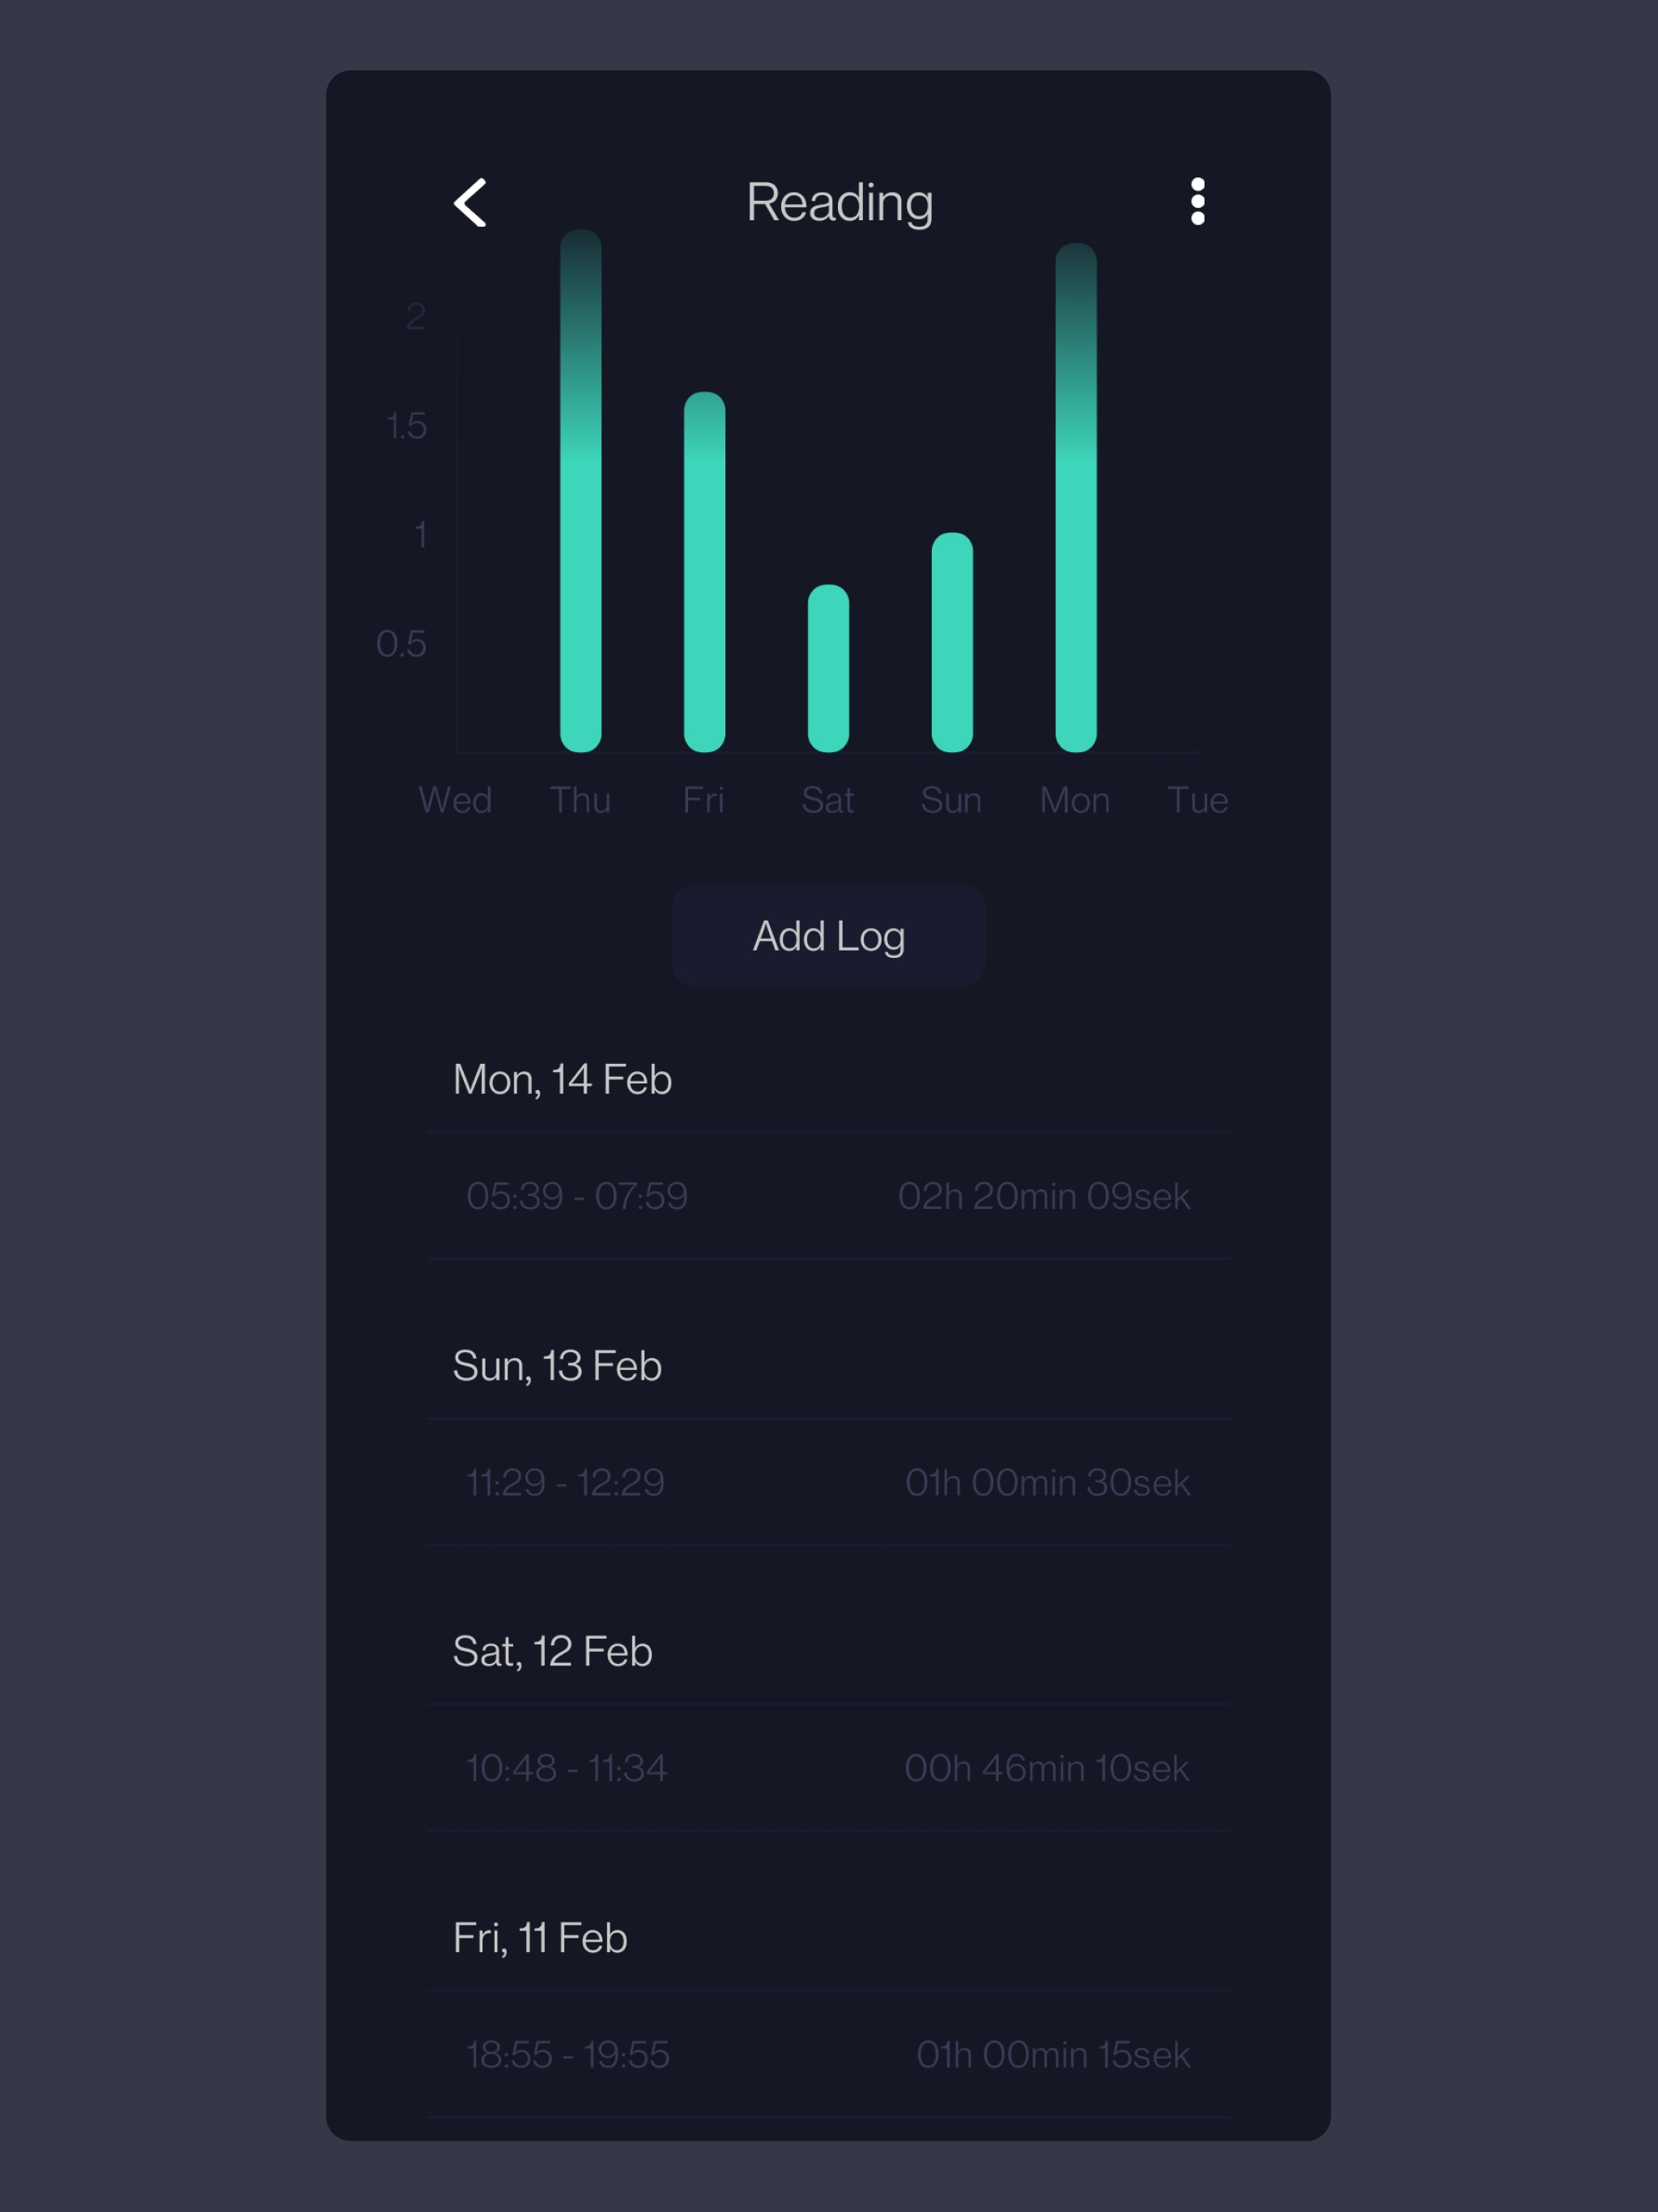 Reading
2
1.5
1
0.5
Wed Thu Fri Sat Sun Mon Tue
Add Log
Mon, 14 Feb
05:39 - 07:59 02h 20min 09sek
Sun, 13 Feb
11:29 - 12:29 01h 00min 30sek
Sat, 12 Feb
10:48 - 11:34 00h 46min 10sek
Fri, 11 Feb
18:55 - 19:55 01h 00min 15sek